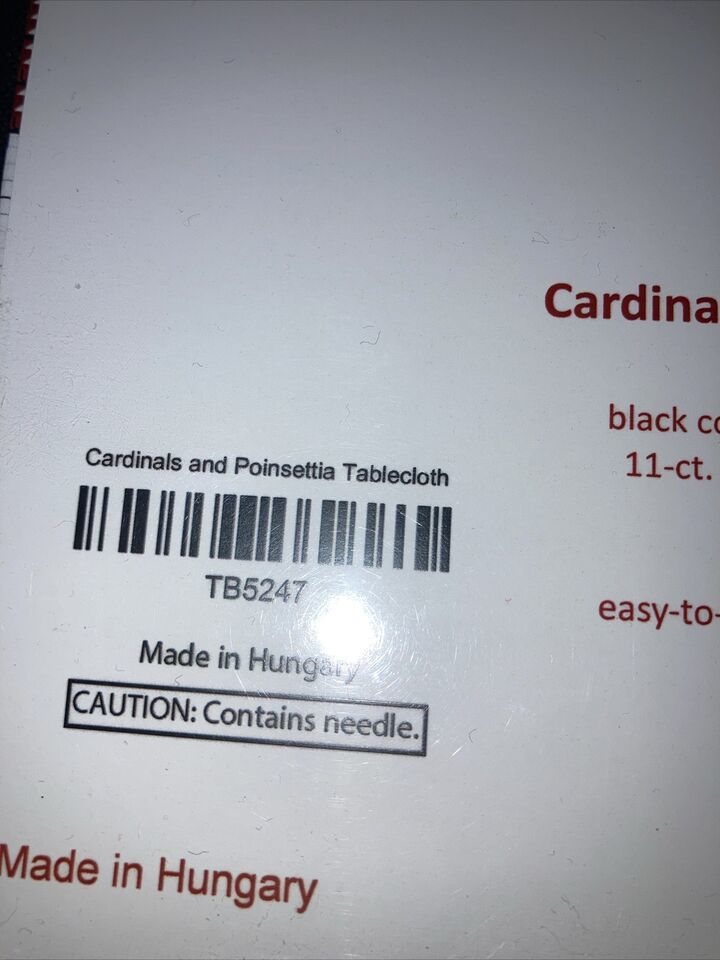 Cardina
black co
11-ct.
Cardinals and Poinsettia Tablecloth
TB5247
easy-to-
Made in Hungary
CAUTION: Contains needle.
Made in Hungary